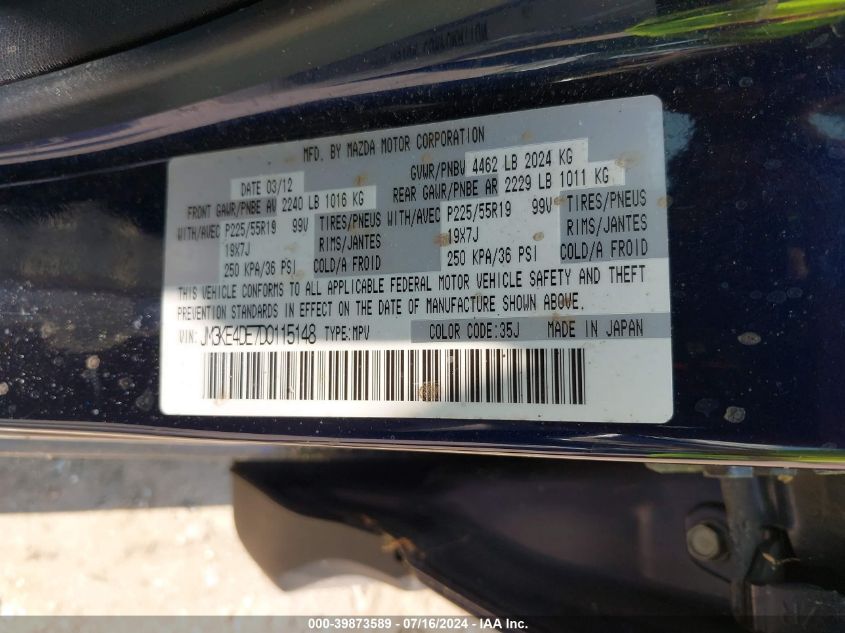 MFD. BY MAZDA MOTOR CORPORATION
DATE 03/12 GVWR/PNBV 4462 LB 2024 KG
FRONT GAWR/PNBE AV 2240 LB 1016 KG REAR GAWR/PNBE AR 2229 LB 1011 KG
WITH/AVEC P225/55R19 99V TIRES/PNEUS WITH/AVEC P225/55R19 99V TIRES/PNEUS
19X7J RIMS/JANTES 19X7J RIMS/JANTES
250 KPA/36 PSI COLD/A FROID 250 KPA/36 PSI COLD/A FROID
THIS VEHICLE CONFORMS TO ALL APPLICABLE FEDERAL MOTOR VEHICLE SAFETY AND THEFT
PREVENTION STANDARDS IN EFFECT ON THE DATE OF MANUFACTURE SHOWN ABOVE.
VIN: JM3KE4DE7D0115148 TYPE:MPV COLOR CODE:35J MADE IN JAPAN
000-39873589 - 07/16/2024 - IAA Inc.